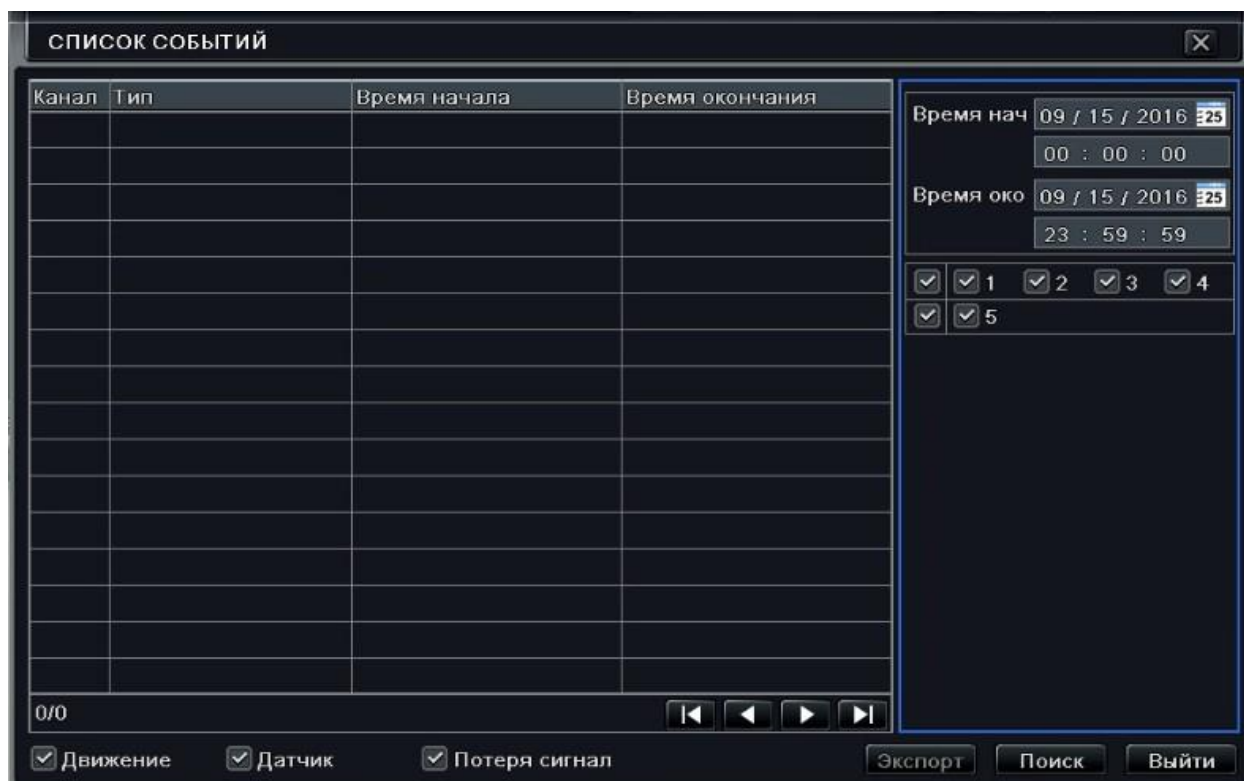 СПИСОК СОБЫТИЙ
Канал Тип Время начала Время окончания
Время нач 09 / 15 / 2016 25
00 : 00 : 00
Время око 09 / 15 / 2016 25
23 : 59 : 59
1 2 3 4
5
0/0
Движение Датчик Потеря сигнал Экспорт Поиск Выйти